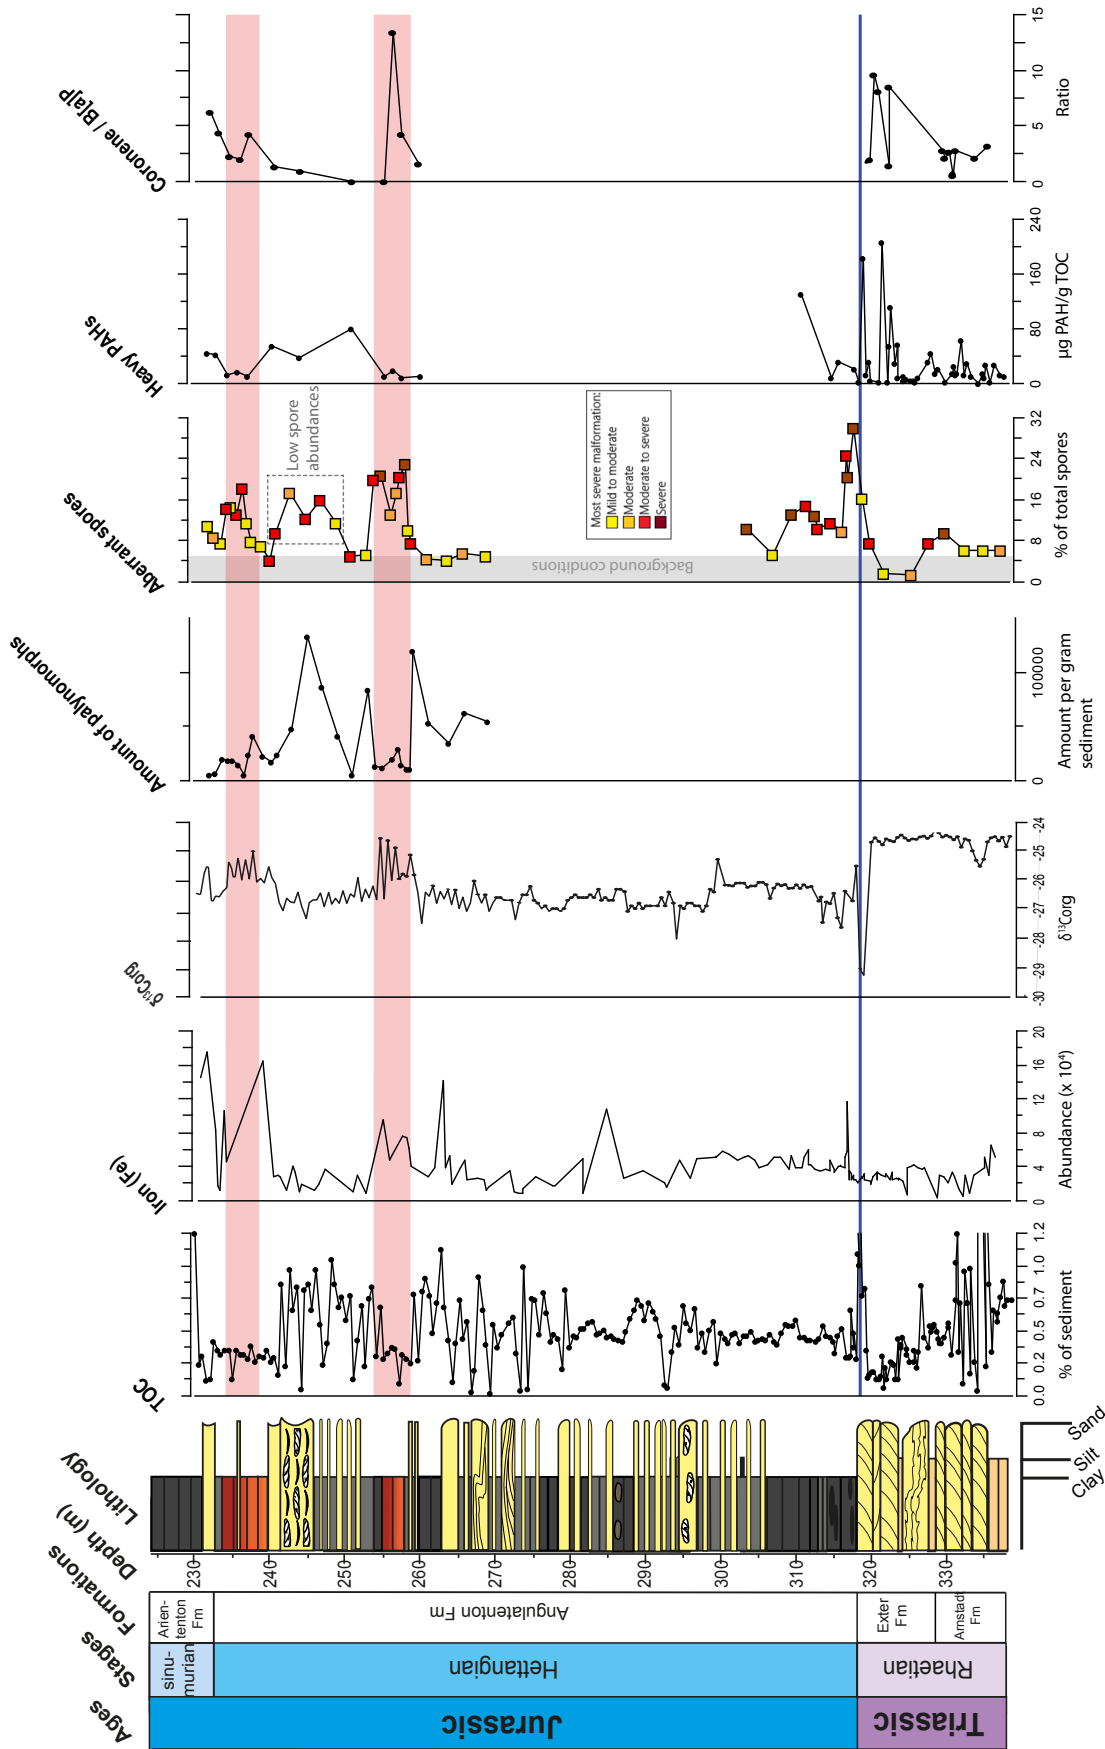 Coronene / B[a]P
Heavy PAHs
Aberrant spores
Amount of palynomorphs
δ¹³Corg
Iron (Fe)
TOC
Lithology
Depth (m)
Formations
Stages
Ages
0
5
10
15
Ratio
0
80
160
240
µg PAH/g TOC
Low spore
abundances
Background conditions
Most severe malformation:
Mild to moderate
Moderate
Moderate to severe
Severe
0
8
16
24
32
% of total spores
0
100000
Amount per gram
sediment
-30
-29
-28
-27
-26
-25
-24
δ¹³Corg
0
4
8
12
16
20
Abundance (x 10⁴)
0.0
0.2
0.5
0.7
1.0
1.2
% of sediment
Clay
Silt
Sand
230
240
250
260
270
280
290
300
310
320
330
Arien-
tenton
Fm
Angulatenton Fm
Exter
Fm
Arnstadt
Fm
sinu-
murian
Hettangian
Rhaetian
Jurassic
Triassic